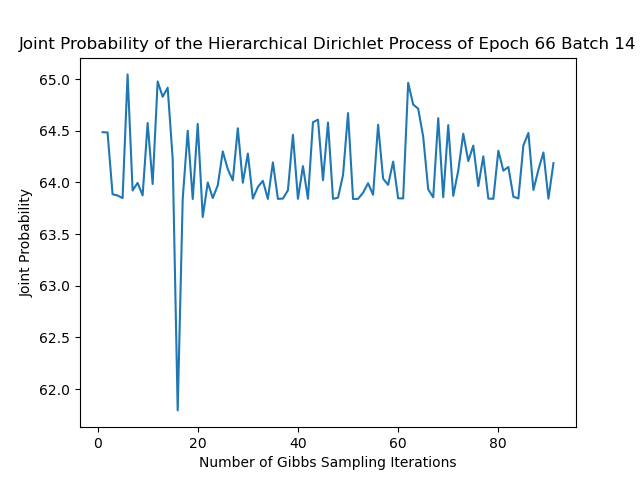 Joint Probability of the Hierarchical Dirichlet Process of Epoch 66 Batch 14
65.0
64.5
64.0
63.5
63.0
62.5
62.0
Joint Probability
0 20 40 60 80
Number of Gibbs Sampling Iterations